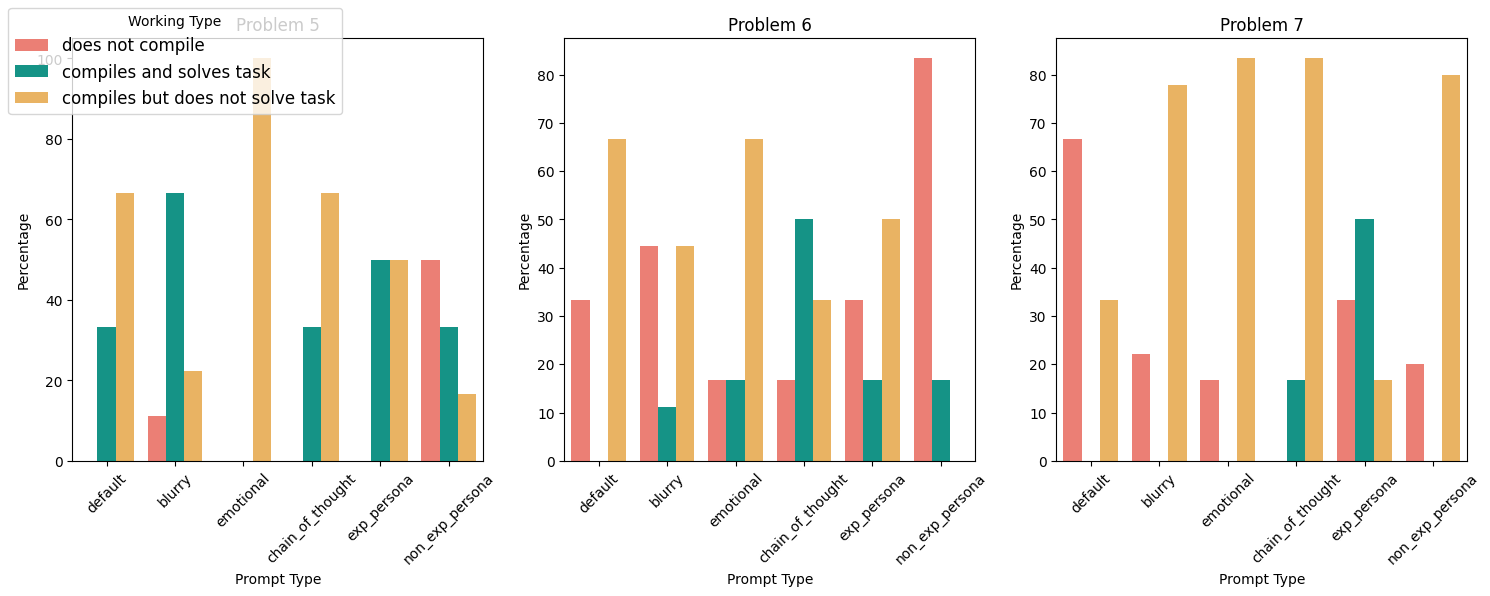 Working Type
does not compile
compiles and solves task
compiles but does not solve task
Problem 5
100
80
60
40
20
0
Percentage
default
blurry
emotional
chain_of_thought
exp_persona
non_exp_persona
Prompt Type
Problem 6
80
70
60
50
40
30
20
10
0
Percentage
default
blurry
emotional
chain_of_thought
exp_persona
non_exp_persona
Prompt Type
Problem 7
80
70
60
50
40
30
20
10
0
Percentage
default
blurry
emotional
chain_of_thought
exp_persona
non_exp_persona
Prompt Type